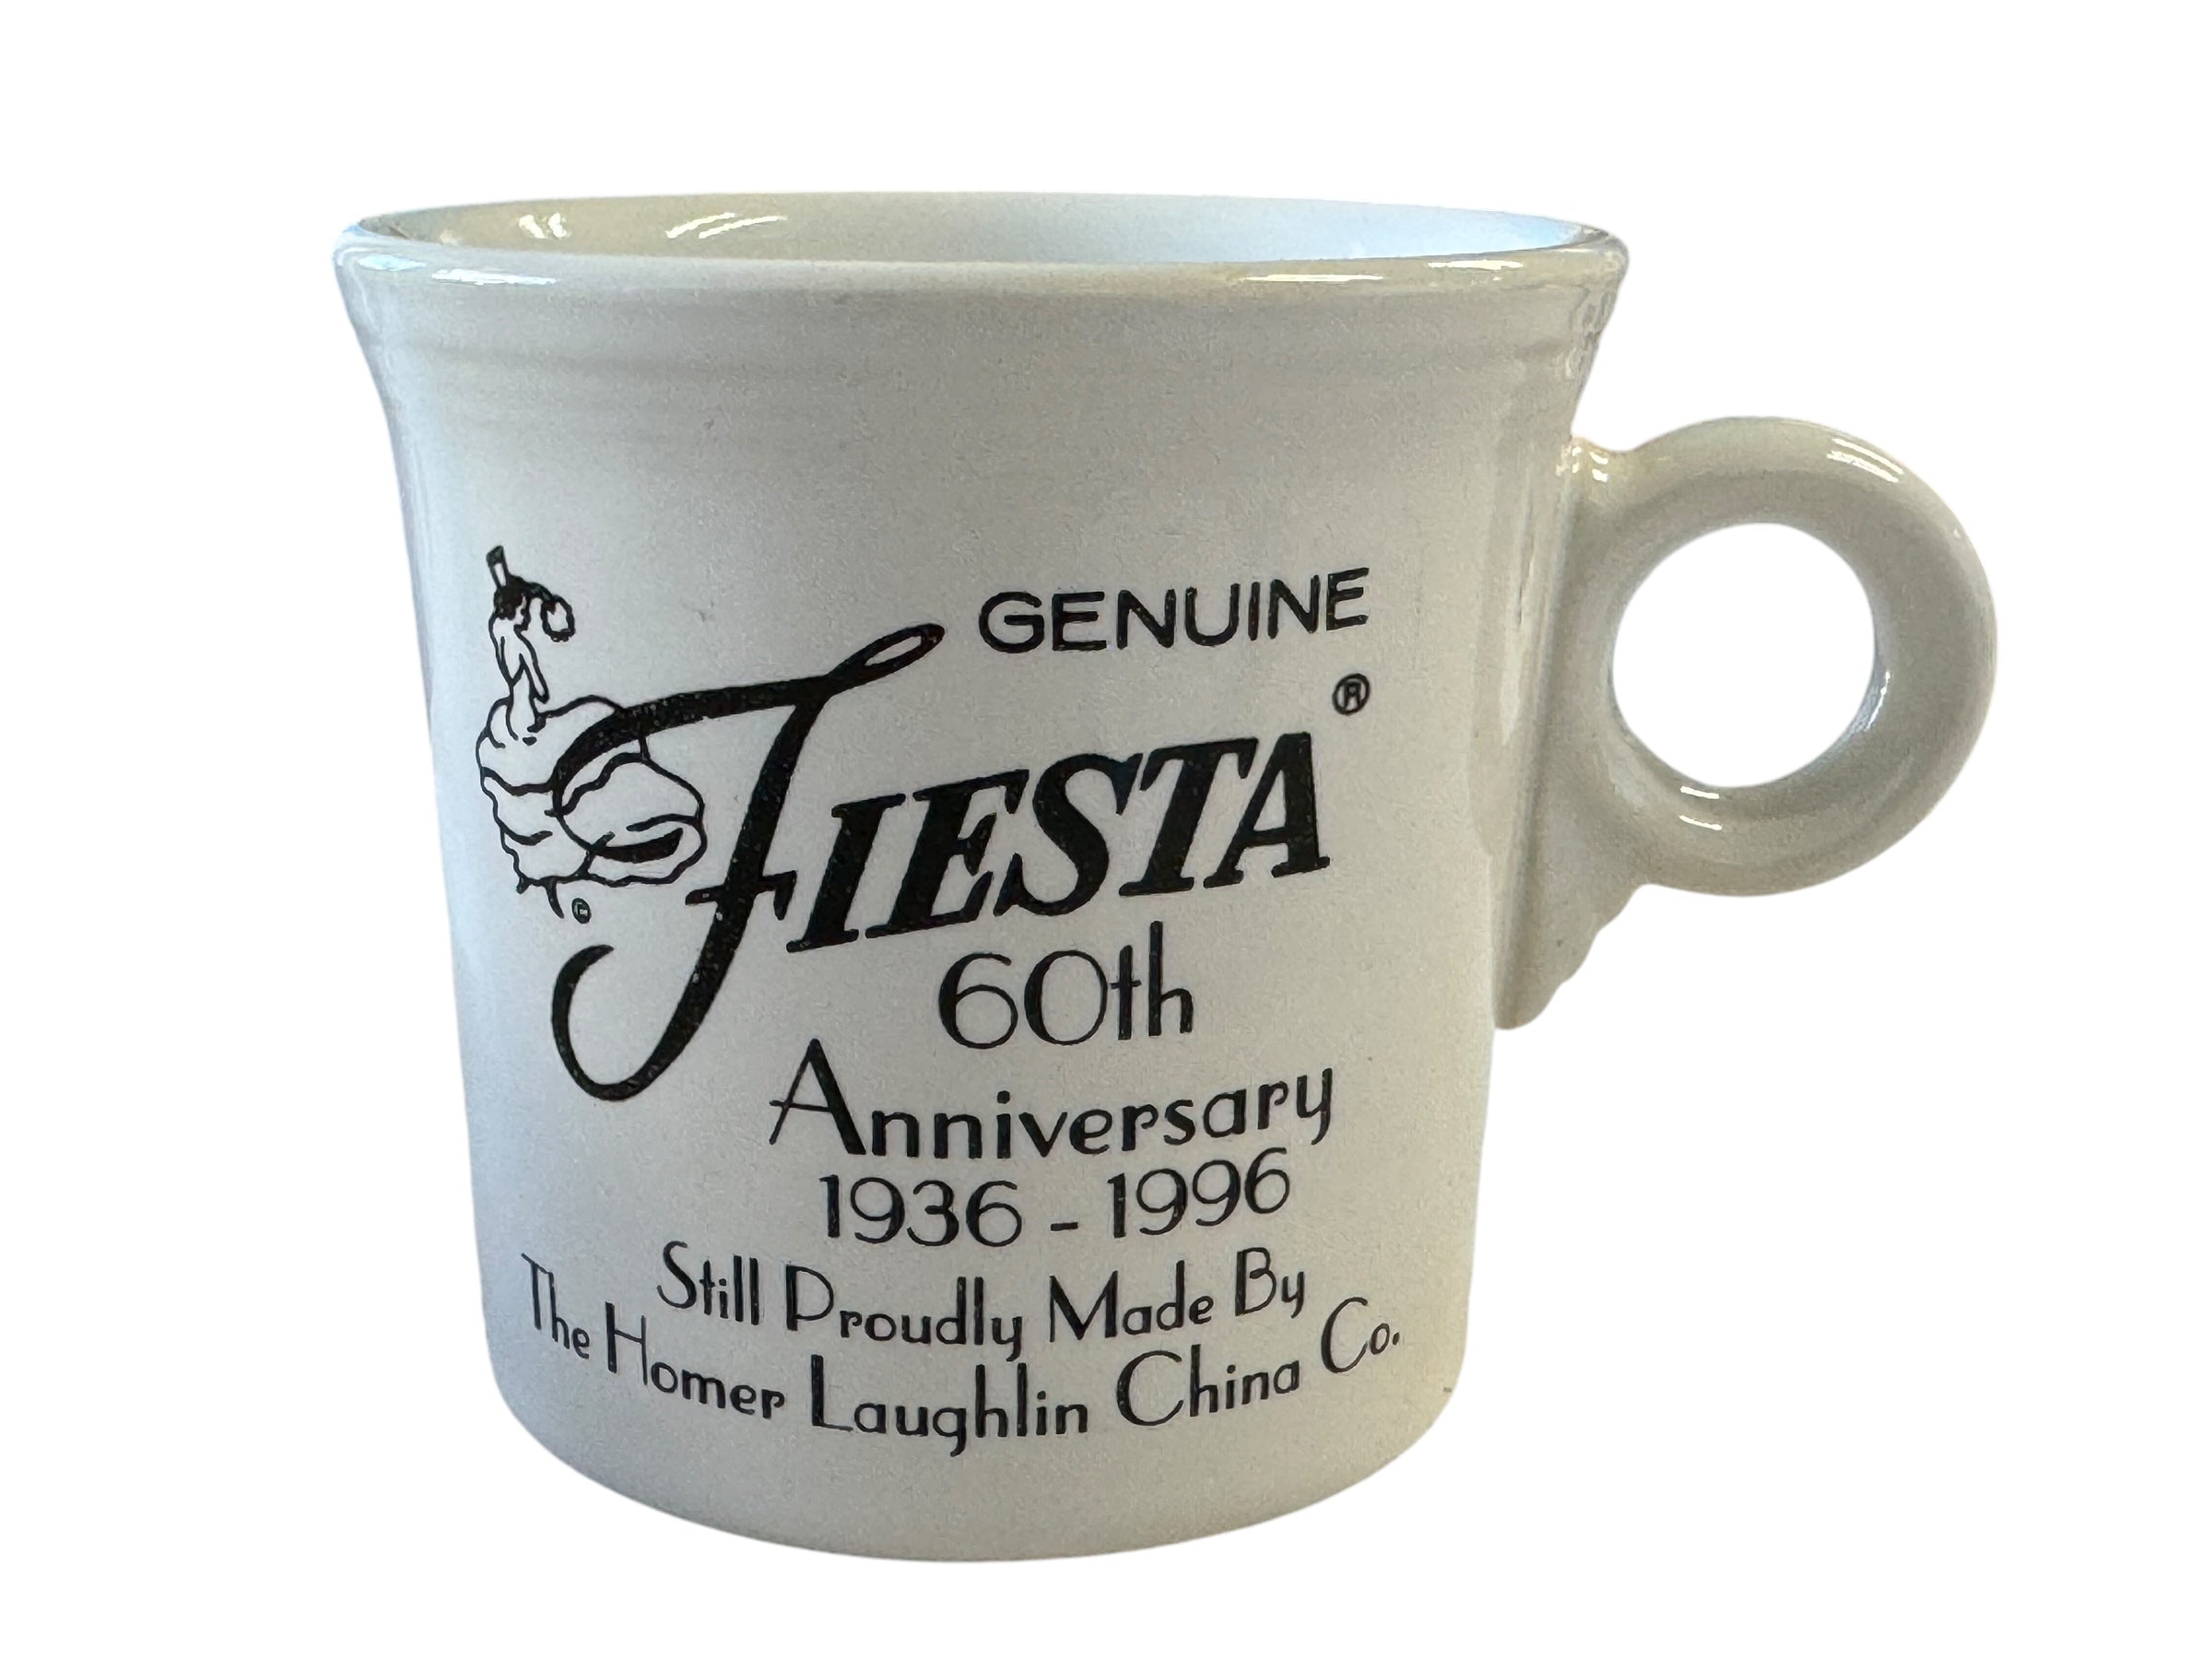 GENUINE
FIESTA ®
60th
Anniversary
1936 - 1996
Still Proudly Made By
The Homer Laughlin China Co.